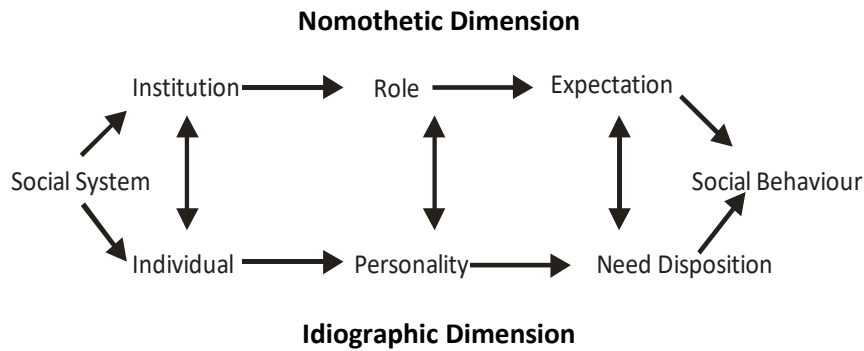 Nomothetic Dimension
Institution Role Expectation
Social System Social Behaviour
Individual Personality Need Disposition
Idiographic Dimension